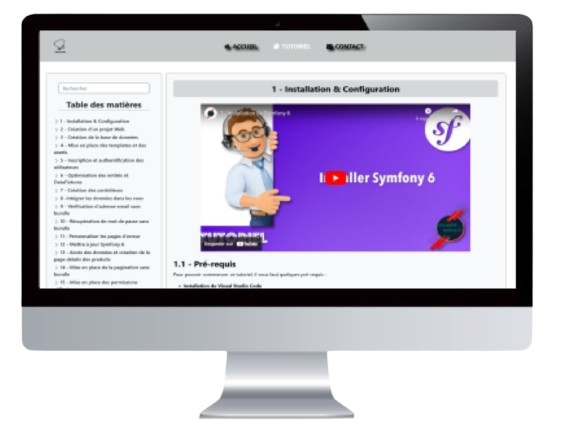 ACCUEIL TUTORIEL CONTACT
Rechercher
Table des matières
1 - Installation & Configuration
2 - Création d'un projet Web
3 - Création de la base de données
4 - Mise en place des templates et des
assets
5 - Inscription et authentification des
utilisateurs
6 - Optimisation des entités et
DataFixtures
7 - Création des contrôleurs
8 - Intégrer les données dans les vues
9 - Vérification d'adresse email sans
bundle
10 - Récupération de mot de passe sans
bundle
11 - Personnaliser les pages d'erreur
12 - Mettre à jour Symfony 6
13 - Accès des données et création de la
page détails des produits
14 - Mise en place de la pagination sans
bundle
15 - Mise en place des permissions
1 - Installation & Configuration
Symfony 6
sf
Installer Symfony 6
TUTORIEL
Regarder sur YouTube
1.1 - Pré-requis
Pour pouvoir commencer ce tutoriel il vous faut quelques pré-requis :
Installation de Visual Studio Code